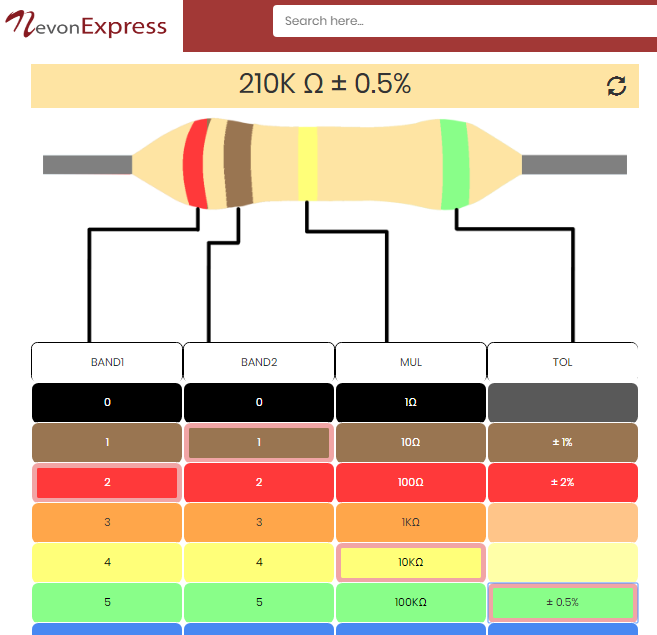 NevonExpress
Search here...
210K Ω ± 0.5%
BAND1 BAND2 MUL TOL
0 0 1Ω
1 1 10Ω ± 1%
2 2 100Ω ± 2%
3 3 1KΩ
4 4 10KΩ
5 5 100KΩ ± 0.5%